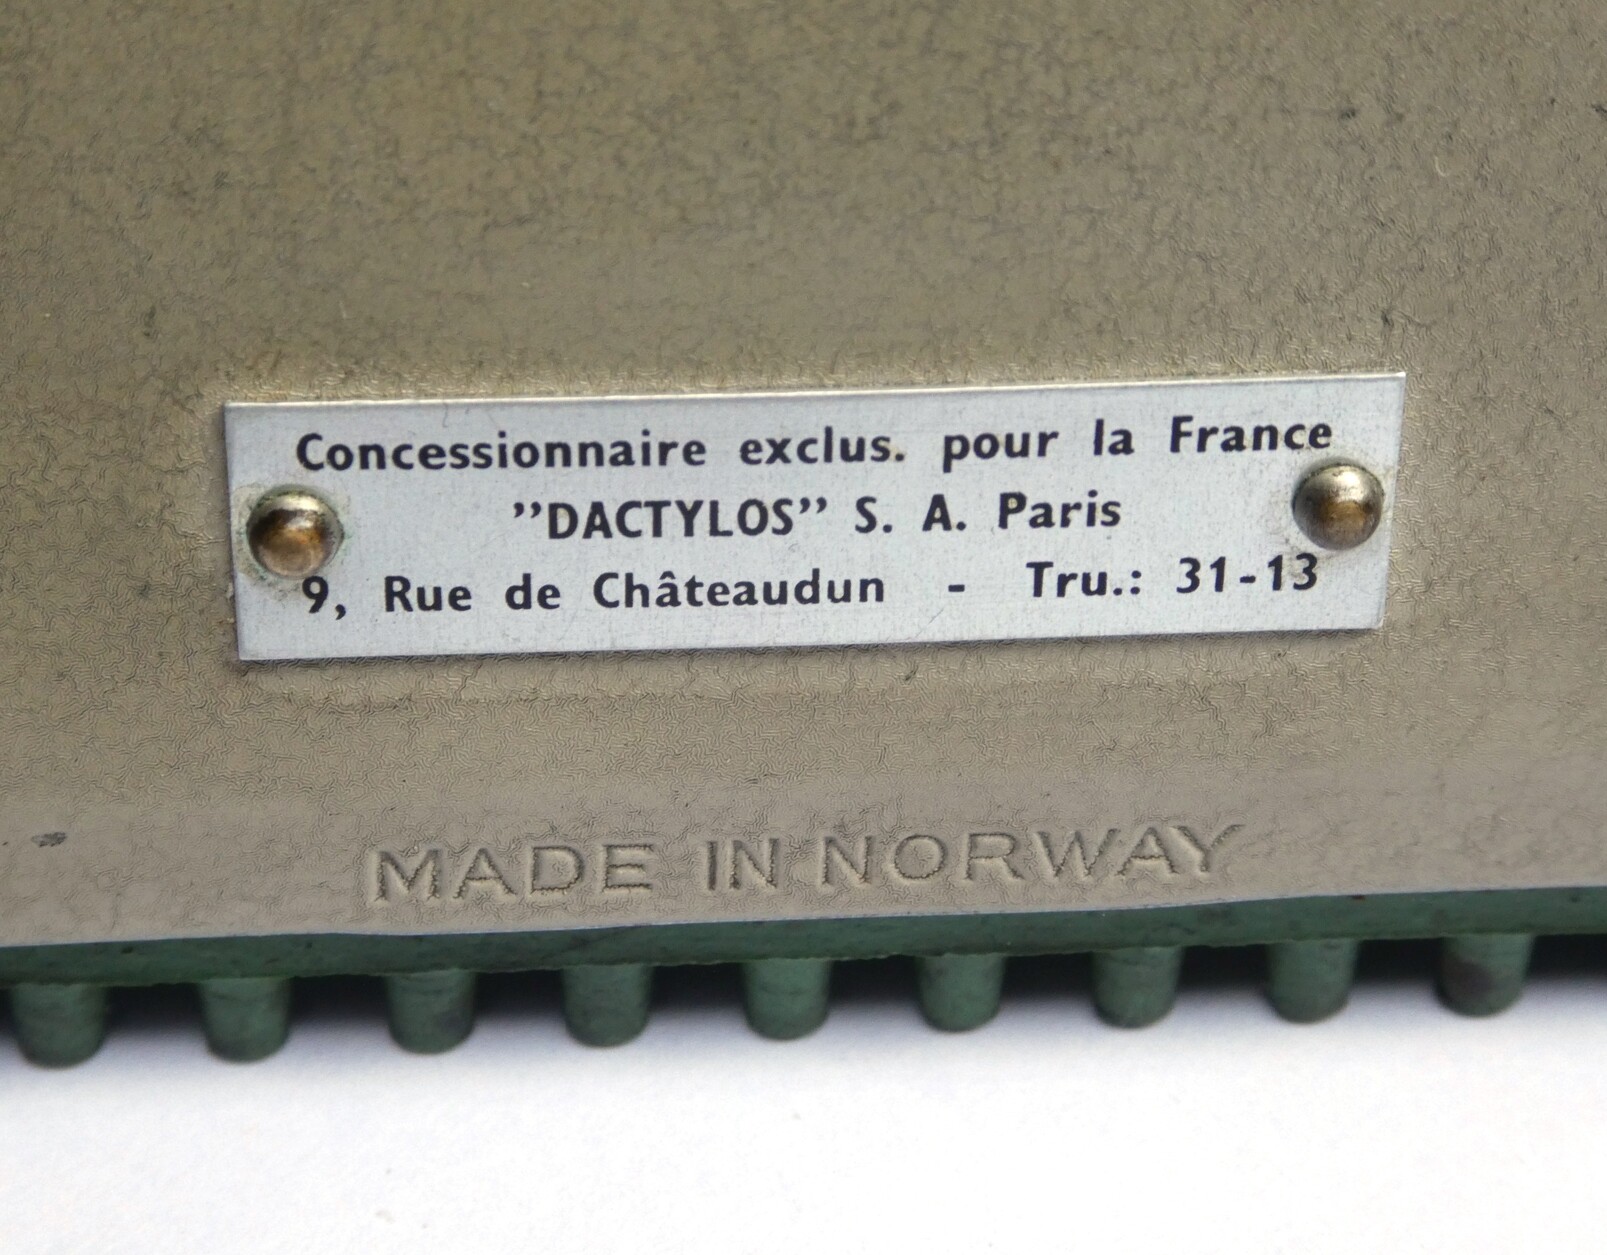 Concessionnaire exclus. pour la France
”DACTYLOS” S. A. Paris
9, Rue de Châteaudun - Tru.: 31-13
MADE IN NORWAY